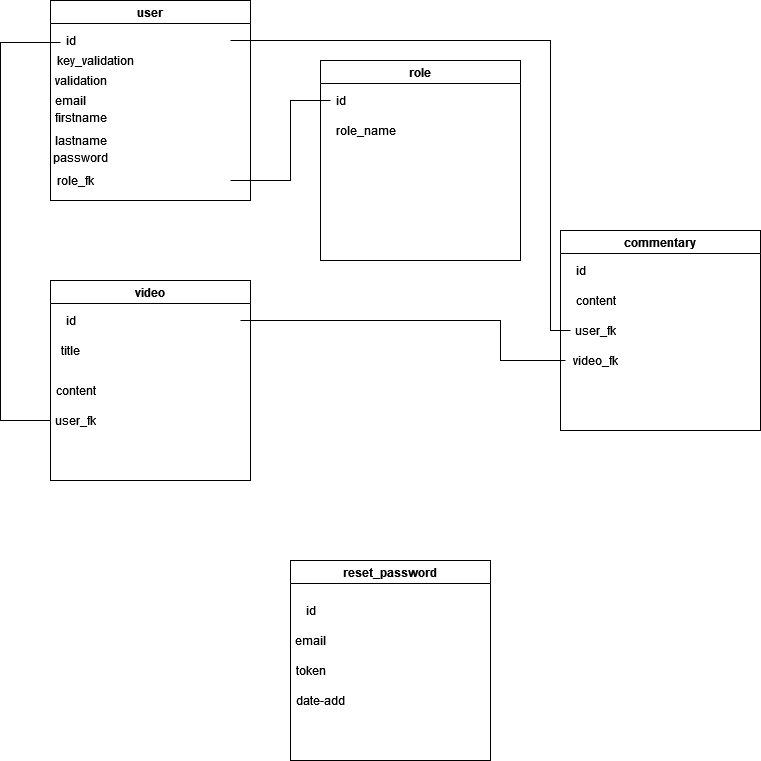 user
id
key_validation
validation
email
firstname
lastname
password
role_fk
role
id
role_name
commentary
id
content
user_fk
video_fk
video
id
title
content
user_fk
reset_password
id
email
token
date-add